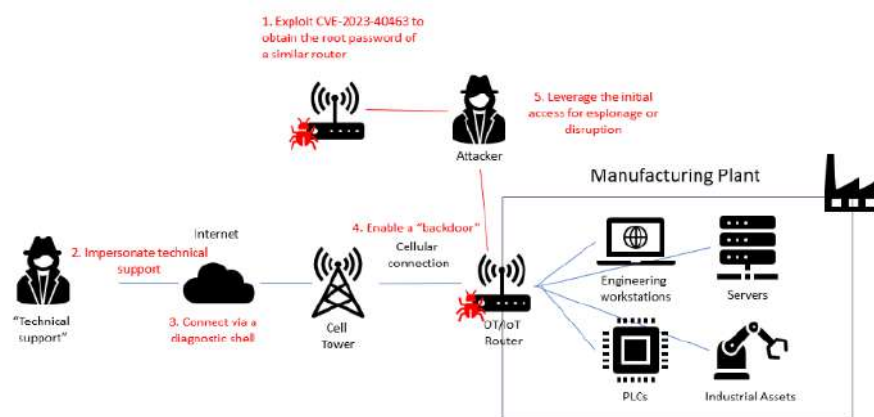 1. Exploit CVE-2023-40463 to
obtain the root password of
a similar router
5. Leverage the initial
access for espionage or
disruption
Attacker
Manufacturing Plant
Internet
4. Enable a "backdoor"
2. Impersonate technical
support
Cellular
connection
Engineering
workstations
Servers
"Technical
support"
3. Connect via a
diagnostic shell
Cell
Tower
OT/IoT
Router
PLCs
Industrial Assets